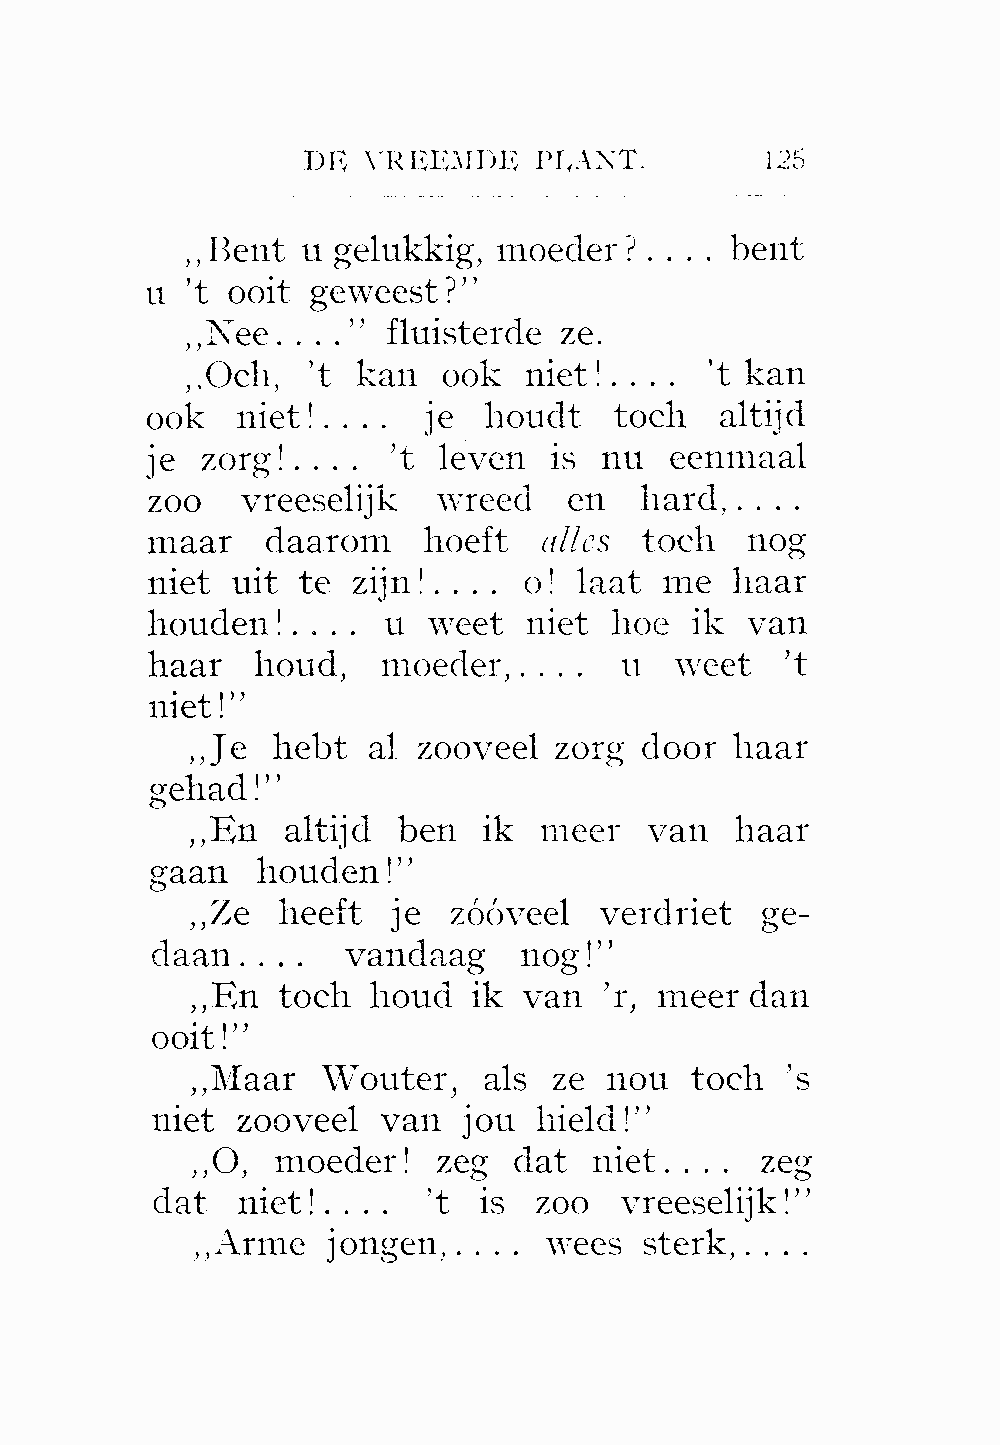 DE VREEMDE PLANT. 125
,,Bent u gelukkig, moeder?.... bent
u 't ooit geweest?”
,,Nee....” fluisterde ze.
,,Och, 't kan ook niet!.... 't kan
ook niet!.... je houdt toch altijd
je zorg!.... 't leven is nu eenmaal
zoo vreeselijk wreed en hard,....
maar daarom hoeft alles toch nog
niet uit te zijn!.... o! laat me haar
houden!.... u weet niet hoe ik van
haar houd, moeder,.... u weet 't
niet!”
,,Je hebt al zooveel zorg door haar
gehad!”
,,En altijd ben ik meer van haar
gaan houden!”
,,Ze heeft je zóóveel verdriet ge-
daan.... vandaag nog!”
,,En toch houd ik van 'r, meer dan
ooit!”
,,Maar Wouter, als ze nou toch 's
niet zooveel van jou hield!”
,,O, moeder! zeg dat niet.... zeg
dat niet!.... 't is zoo vreeselijk!”
,,Arme jongen,.... wees sterk,....